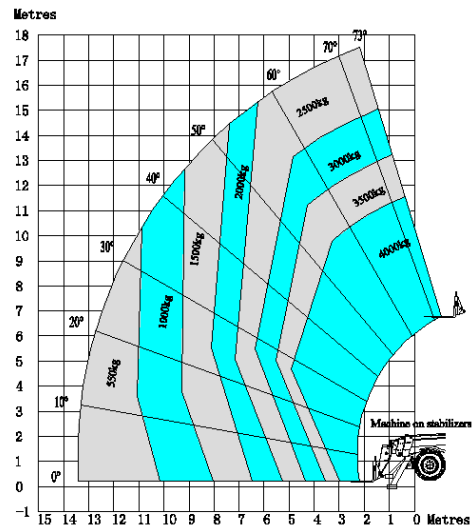 Metres
18
17
16
15
14
13
12
11
10
9
8
7
6
5
4
3
2
1
0
-1
73°
70°
60°
50°
40°
30°
20°
10°
0°
2500kg
3000kg
3500kg
4000kg
2000kg
1500kg
1000kg
550kg
Machine on stabilizers
15 14 13 12 11 10 9 8 7 6 5 4 3 2 1 0 Metres